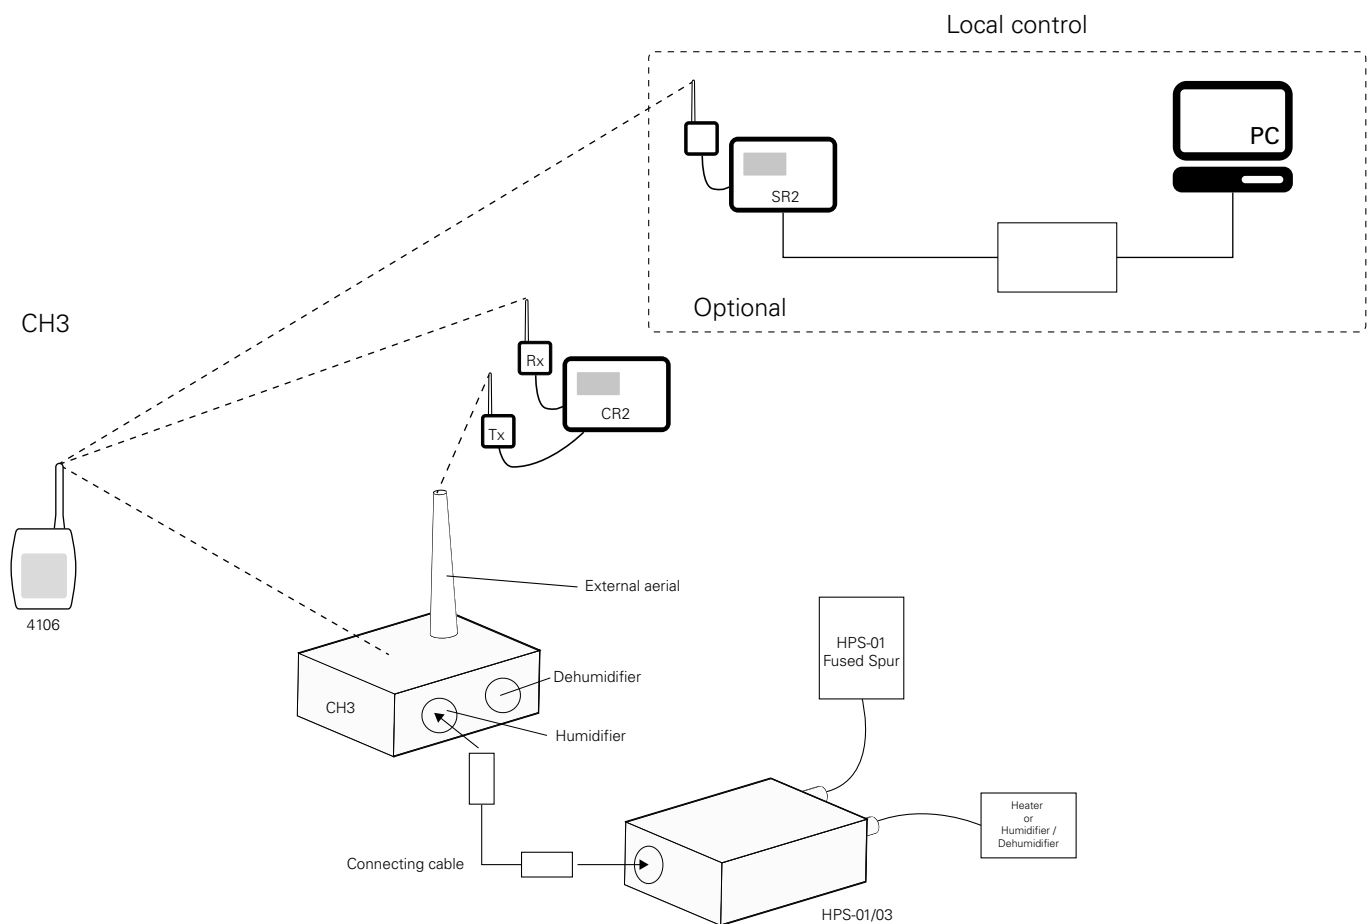 Local control
PC
SR2
Optional
CH3
Rx
CR2
Tx
4106
External aerial
HPS-01
Fused Spur
Dehumidifier
CH3
Humidifier
Heater
or
Humidifier /
Dehumidifier
Connecting cable
HPS-01/03